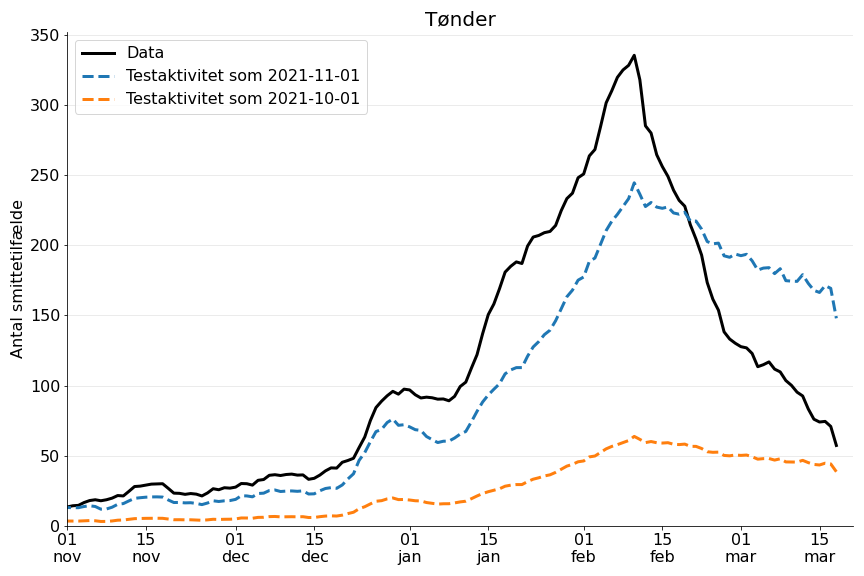 Tønder
Data
Testaktivitet som 2021-11-01
Testaktivitet som 2021-10-01
Antal smittetilfælde
350
300
250
200
150
100
50
0
01 15 01 15 01 15 01 15 01 15
nov nov dec dec jan jan feb feb mar mar